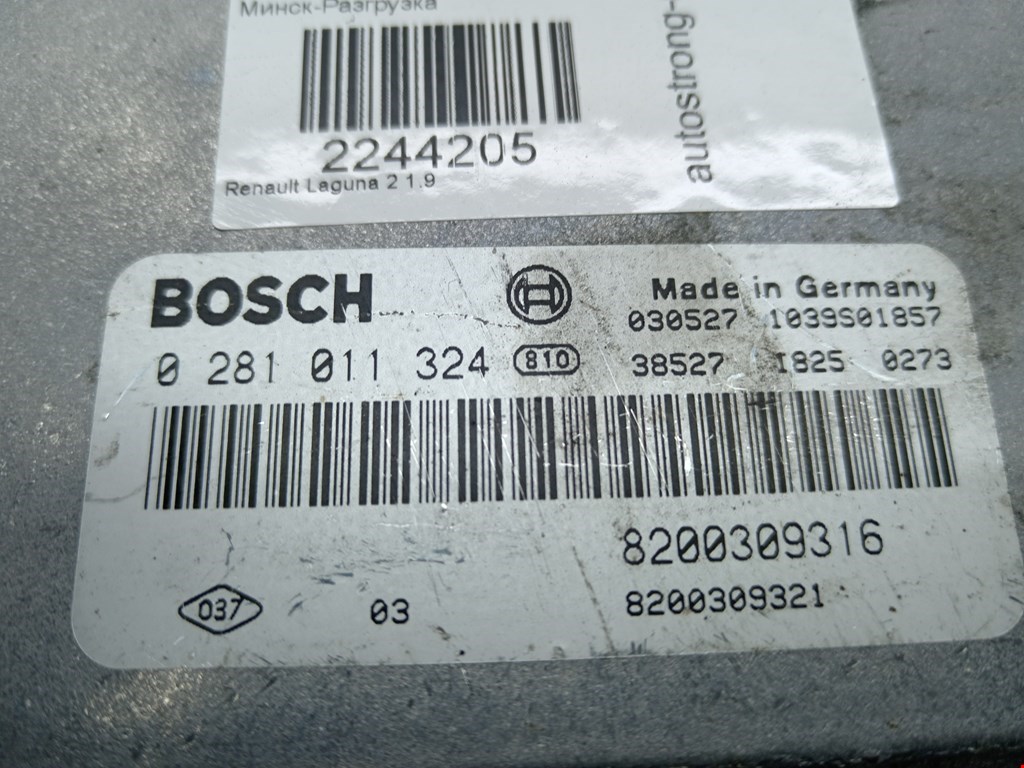 Минск-Разгрузка
autostrong-
2244205
Renault Laguna 2 1.9
BOSCH
Made in Germany
030527 1039S01857
0 281 011 324 810 38527 1825 0273
8200309316
037 03 8200309321